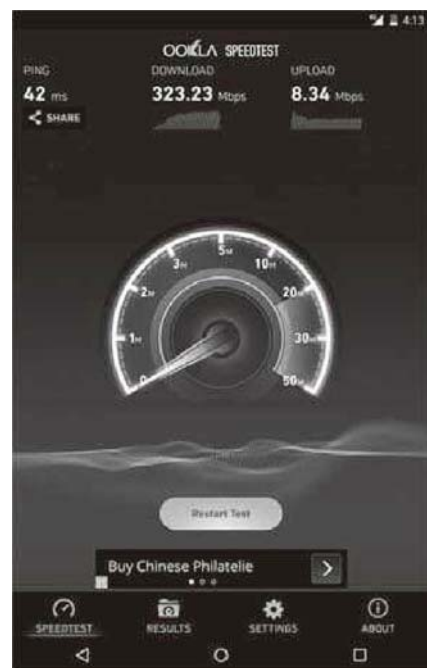 4:13
OOKLA SPEEDTEST
PING DOWNLOAD UPLOAD
42 ms 323.23 Mbps 8.34 Mbps
SHARE
5M
3M 10M
2M 20M
1M 30M
0 50M
Restart Test
Buy Chinese Philatelie
SPEEDTEST RESULTS SETTINGS ABOUT